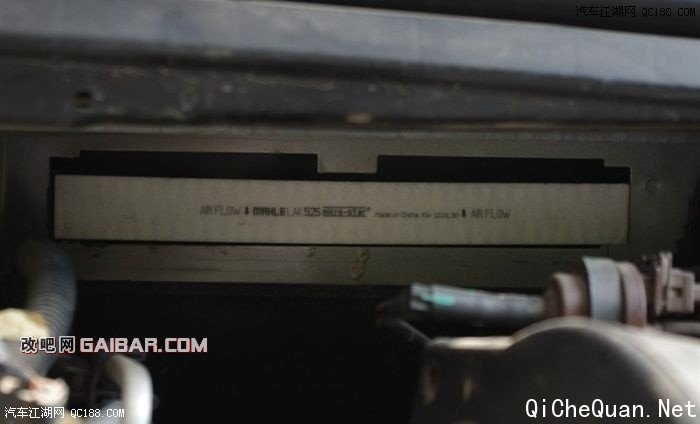 汽车江湖网 QC188.COM
AIR FLOW ⬇ MAHLE LAK 525 micro-star® Made in China KW ⬇ AIR FLOW
改吧网 GAIBAR.COM
汽车江湖网 QC188.COM
QiCheQuan.Net